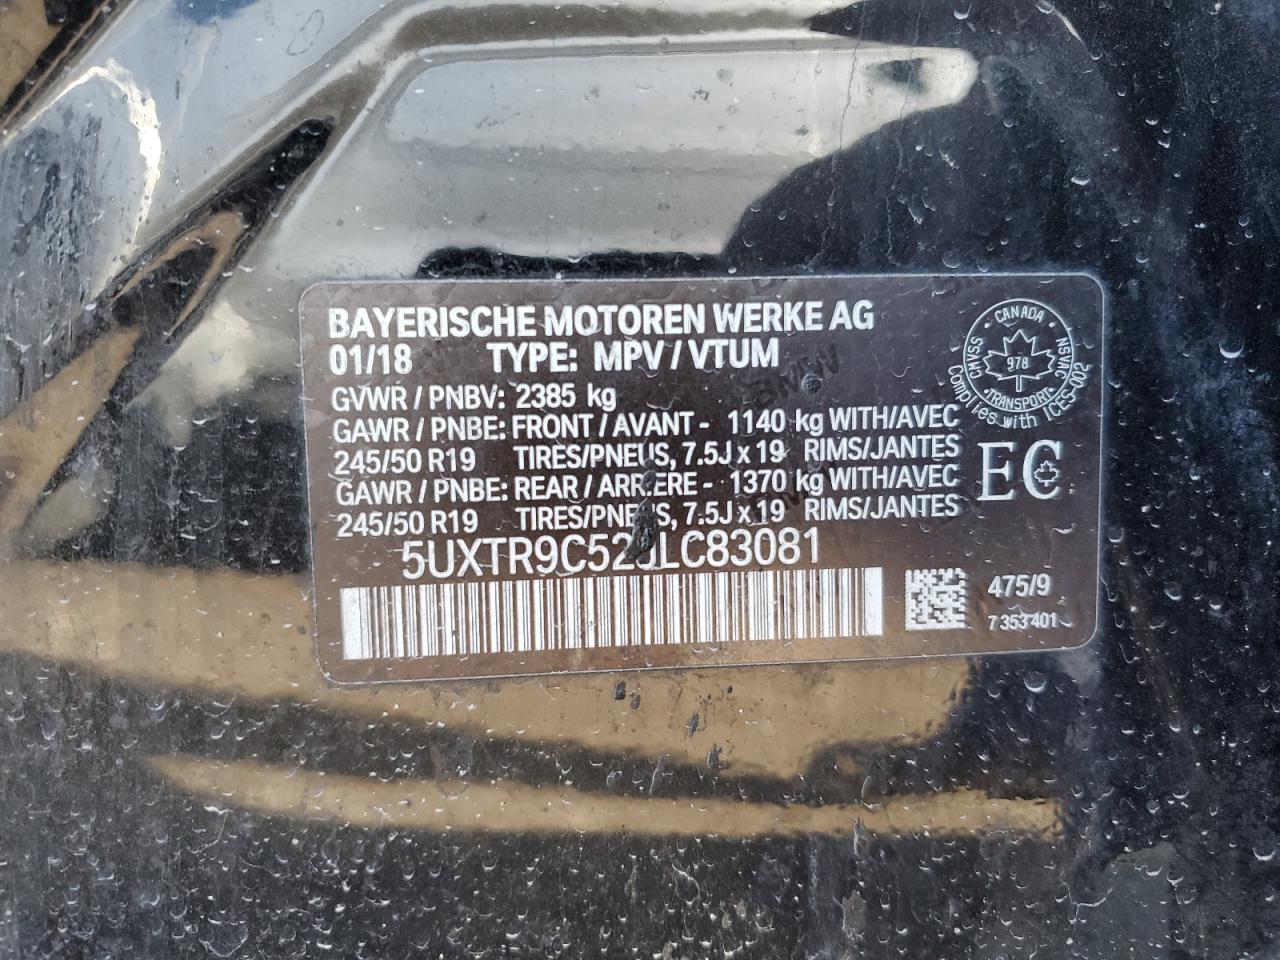 BAYERISCHE MOTOREN WERKE AG
01/18 TYPE: MPV / VTUM
GVWR / PNBV: 2385 kg
GAWR / PNBE: FRONT / AVANT - 1140 kg WITH/AVEC
245/50 R19 TIRES/PNEUS, 7.5J x 19 RIMS/JANTES
GAWR / PNBE: REAR / ARRIERE - 1370 kg WITH/AVEC
245/50 R19 TIRES/PNEUS, 7.5J x 19 RIMS/JANTES
CANADA
CMVSS 978 NSVAC
TRANSPORT
Complies with ICES-002
EC
475/9
7 353 401